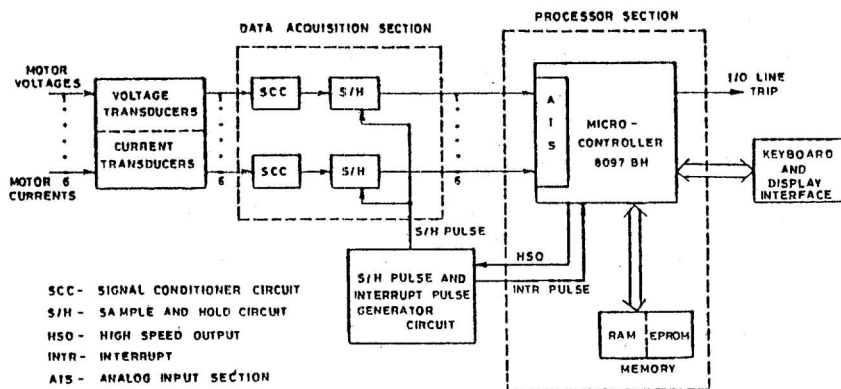 DATA ACQUISITION SECTION
PROCESSOR SECTION
MOTOR
VOLTAGES
6
MOTOR
CURRENTS
VOLTAGE
TRANSDUCERS
CURRENT
TRANSDUCERS
6
SCC
S/H
SCC
S/H
6
A
I
S
MICRO-
CONTROLLER
8097 BH
I/O LINE
TRIP
KEYBOARD
AND
DISPLAY
INTERFACE
S/H PULSE
HSO
INTR PULSE
S/H PULSE AND
INTERRUPT PULSE
GENERATOR
CIRCUIT
RAM
EPROM
MEMORY
SCC- SIGNAL CONDITIONER CIRCUIT
S/H- SAMPLE AND HOLD CIRCUIT
HSO- HIGH SPEED OUTPUT
INTR- INTERRUPT
AIS- ANALOG INPUT SECTION